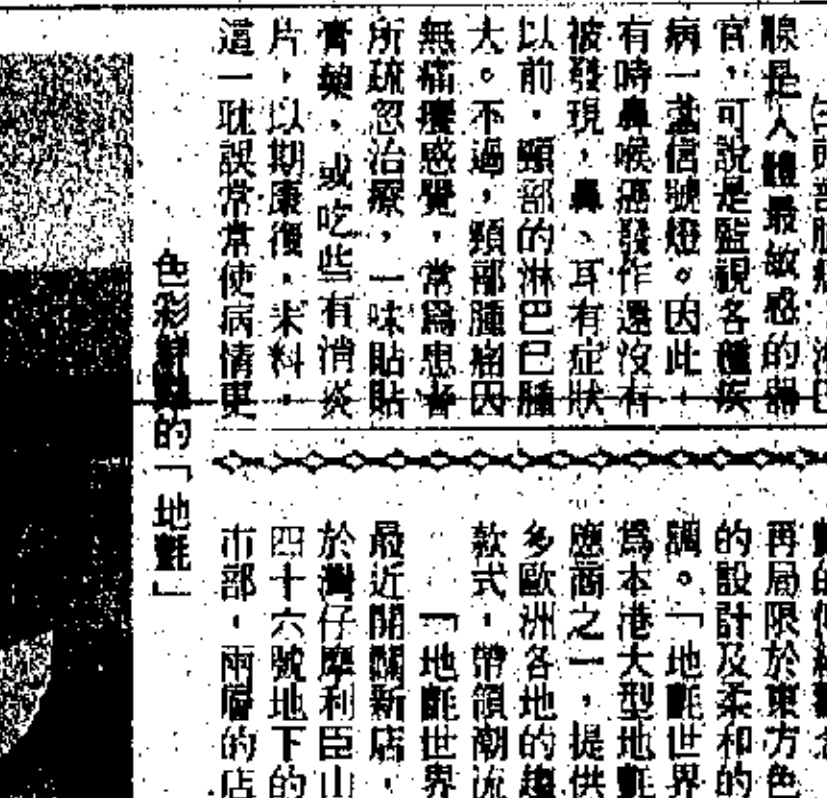 腺是人體最敏感的器
官，可說是監視各種疾
病一盞信號燈。因此，
有時鼻喉癌發作還沒有
被發現，鼻、耳有症狀
以前，頸部的淋巴已腫
大。不過，頸部腫痛因
無痛癢感覺，常爲患者
所疏忽治療，一味貼貼
膏藥，或吃些有消炎
片，以期康復，未料，
這一耽誤常常使病情更
色彩鮮艷的「地氈」
再局限於東方色
的設計及柔和的
調。「地氈世界
爲本港大型地氈
應商之一，提供
多歐洲各地的趨
款式，帶領潮流
「地氈世界
最近開闢新店，
於灣仔摩利臣山
四十六號地下的
市部，兩層的店